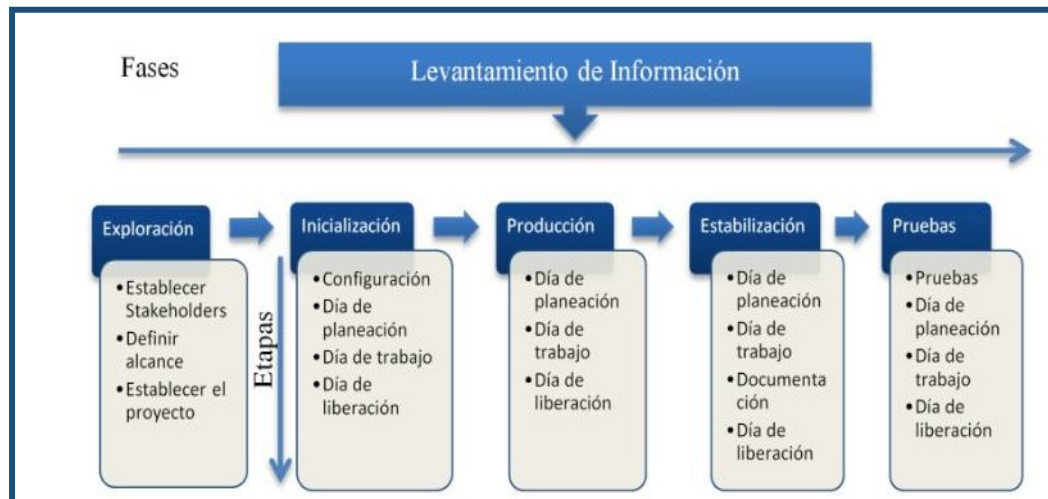 Fases
Levantamiento de Información
Exploración
•Establecer
Stakeholders
•Definir
alcance
•Establecer el
proyecto
Etapas
Inicialización
•Configuración
•Día de
planeación
•Día de trabajo
•Día de
liberación
Producción
•Día de
planeación
•Día de
trabajo
•Día de
liberación
Estabilización
•Día de
planeación
•Día de
trabajo
•Documenta
ción
•Día de
liberación
Pruebas
•Pruebas
•Día de
planeación
•Día de
trabajo
•Día de
liberación